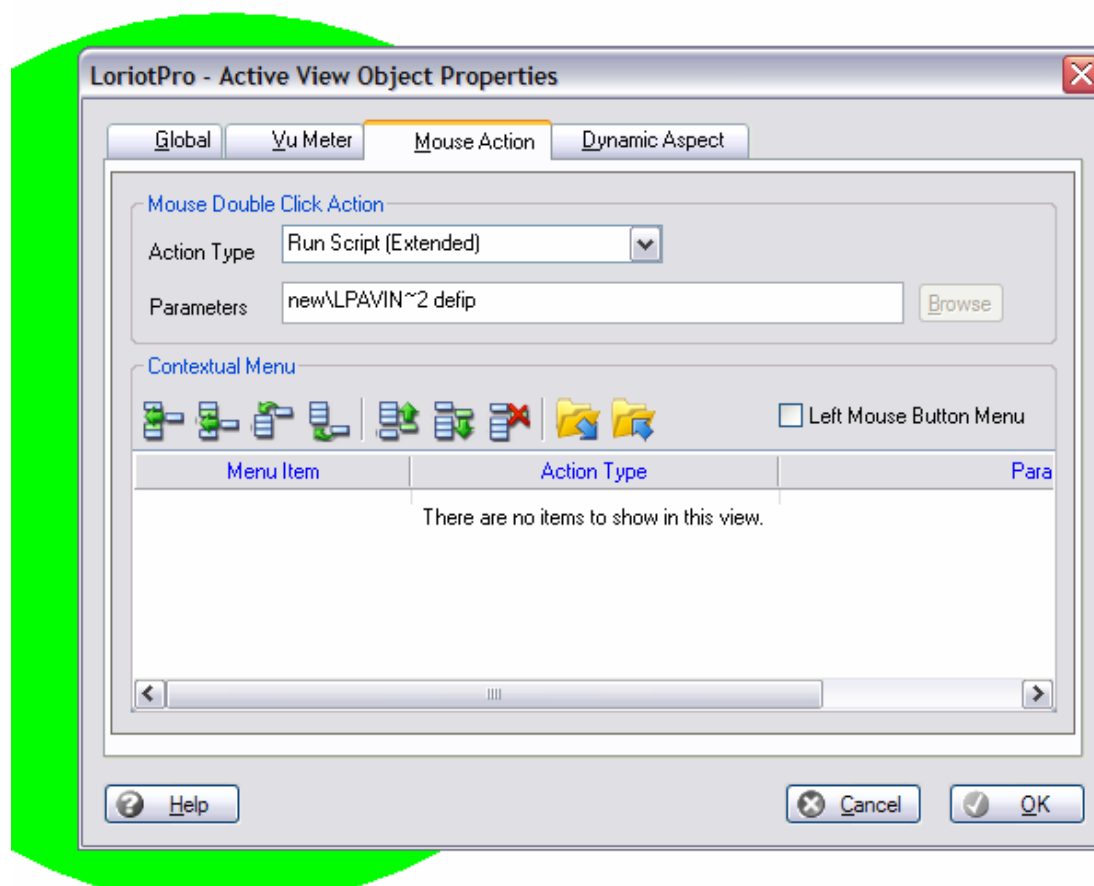 LoriotPro - Active View Object Properties
Global Vu Meter Mouse Action Dynamic Aspect
Mouse Double Click Action
Action Type Run Script (Extended)
Parameters new\LPAVIN~2 defip Browse
Contextual Menu
Left Mouse Button Menu
Menu Item Action Type Para
There are no items to show in this view.
Help Cancel OK